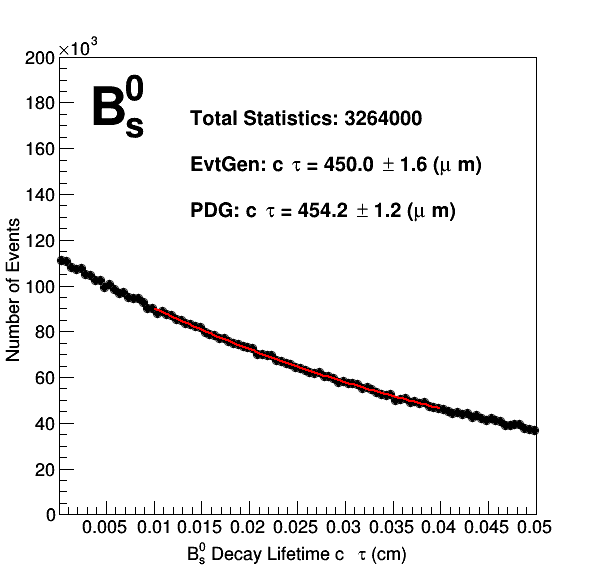 ×10³
200
180
160
140
120
100
80
60
40
20
0
Number of Events
B⁰ₛ
Total Statistics: 3264000
EvtGen: c τ = 450.0 ± 1.6 (μ m)
PDG: c τ = 454.2 ± 1.2 (μ m)
0.005 0.01 0.015 0.02 0.025 0.03 0.035 0.04 0.045 0.05
B⁰ₛ Decay Lifetime c τ (cm)